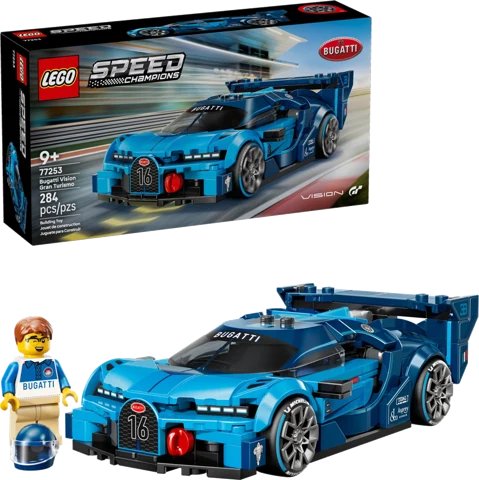 LEGO
SPEED
CHAMPIONS
BUGATTI
9+
77253
Bugatti Vision
Gran Turismo
284
pcs/pzs
Building Toy
Jouet de construction
Juguete para Construir
BUGATTI
16
VISION GT
BUGATTI
16
BUGATTI